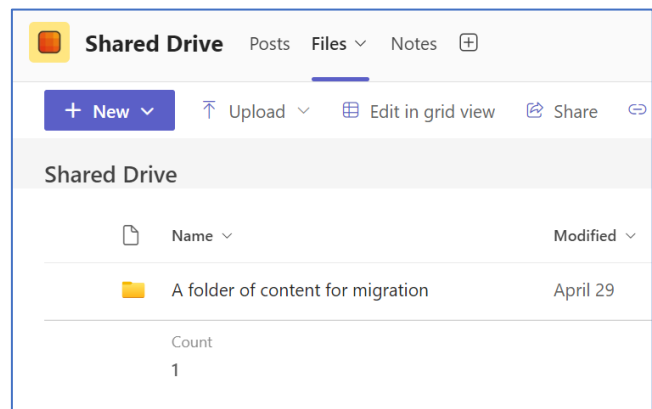 Shared Drive Posts Files Notes
New Upload Edit in grid view Share
Shared Drive
Name Modified
A folder of content for migration April 29
Count
1